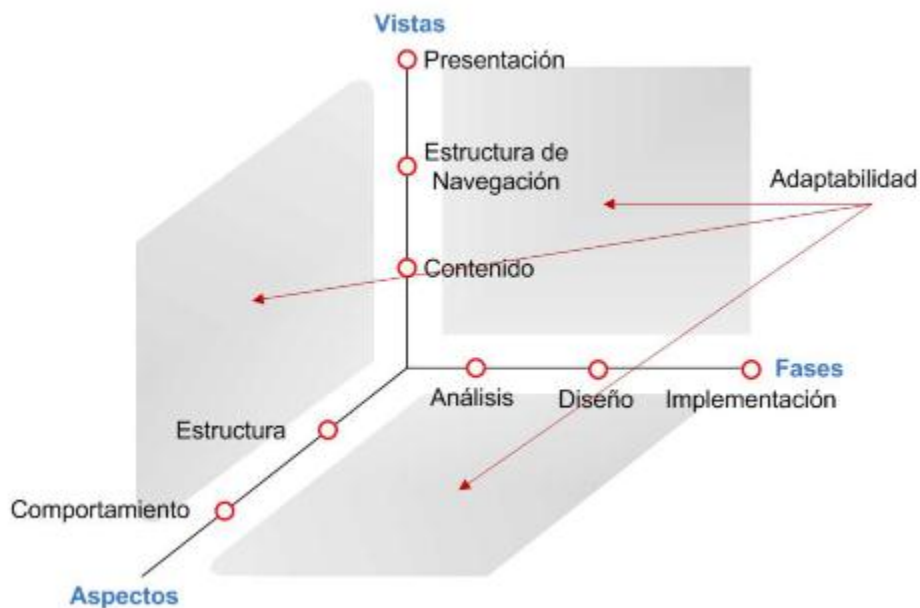 Vistas
Presentación
Estructura de
Navegación
Adaptabilidad
Contenido
Fases
Análisis
Diseño
Implementación
Estructura
Comportamiento
Aspectos